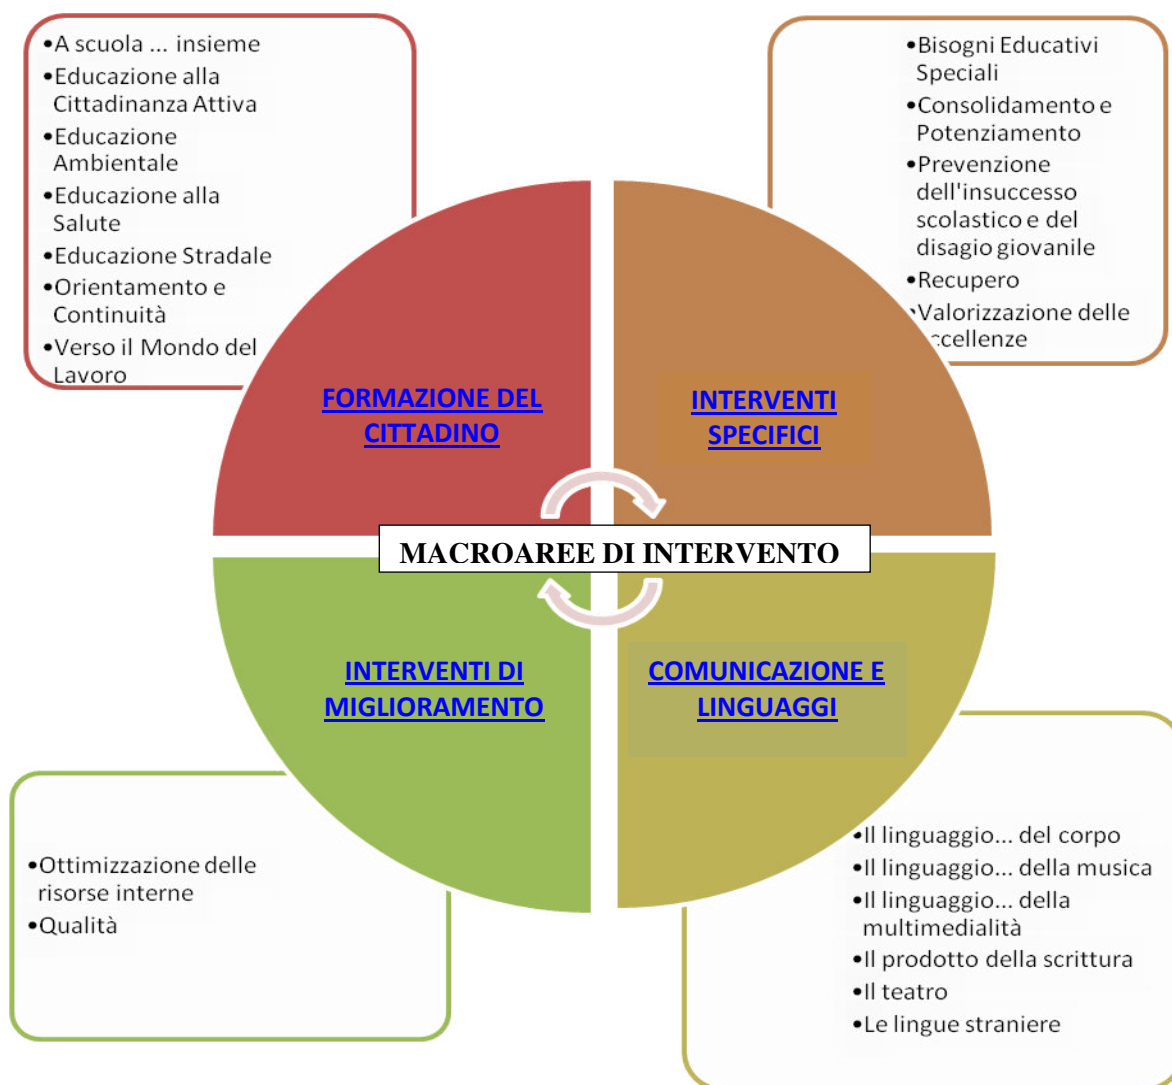 •A scuola ... insieme
•Educazione alla
Cittadinanza Attiva
•Educazione
Ambientale
•Educazione alla
Salute
•Educazione Stradale
•Orientamento e
Continuità
•Verso il Mondo del
Lavoro
•Bisogni Educativi
Speciali
•Consolidamento e
Potenziamento
•Prevenzione
dell'insuccesso
scolastico e del
disagio giovanile
•Recupero
•Valorizzazione delle
ccellenze
FORMAZIONE DEL
CITTADINO
INTERVENTI
SPECIFICI
MACROAREE DI INTERVENTO
INTERVENTI DI
MIGLIORAMENTO
COMUNICAZIONE E
LINGUAGGI
•Ottimizzazione delle
risorse interne
•Qualità
•Il linguaggio... del corpo
•Il linguaggio... della musica
•Il linguaggio... della
multimedialità
•Il prodotto della scrittura
•Il teatro
•Le lingue straniere